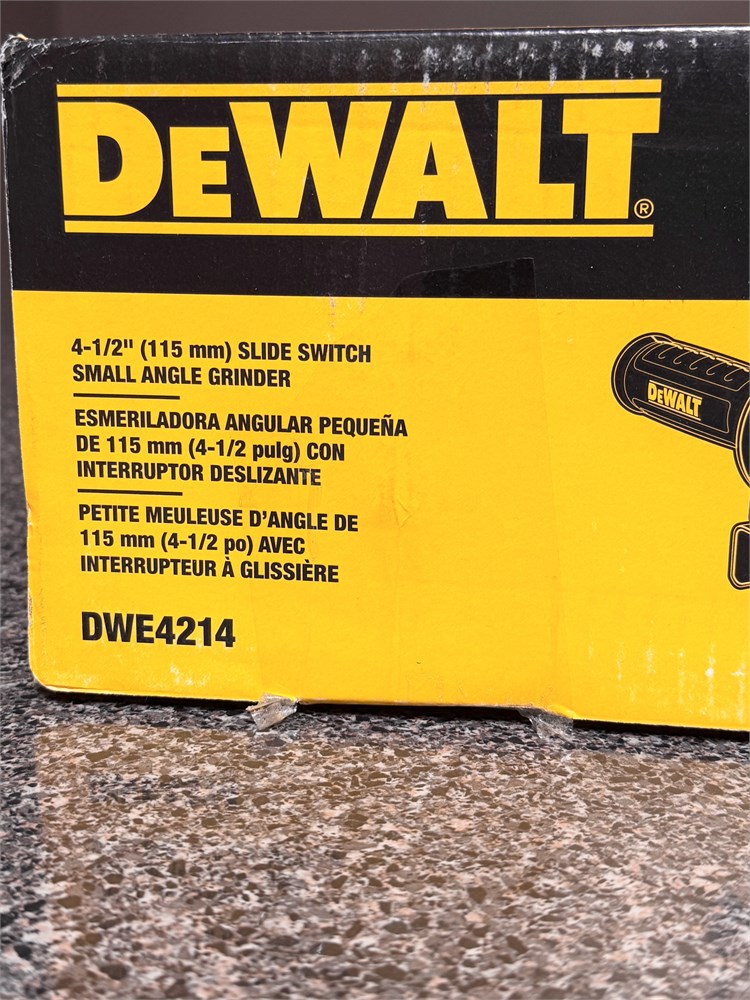 DEWALT®
4-1/2" (115 mm) SLIDE SWITCH
SMALL ANGLE GRINDER
ESMERILADORA ANGULAR PEQUEÑA
DE 115 mm (4-1/2 pulg) CON
INTERRUPTOR DESLIZANTE
PETITE MEULEUSE D'ANGLE DE
115 mm (4-1/2 po) AVEC
INTERRUPTEUR À GLISSIÈRE
DWE4214
DEWALT